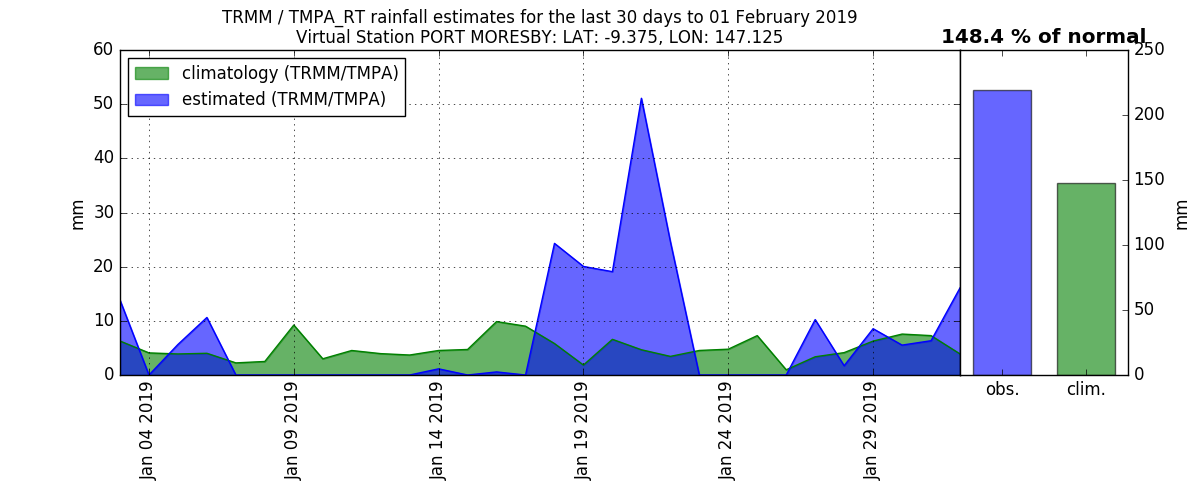 TRMM / TMPA_RT rainfall estimates for the last 30 days to 01 February 2019
Virtual Station PORT MORESBY: LAT: -9.375, LON: 147.125
148.4 % of normal
climatology (TRMM/TMPA)
estimated (TRMM/TMPA)
60
50
40
30
20
10
0
mm
Jan 04 2019
Jan 09 2019
Jan 14 2019
Jan 19 2019
Jan 24 2019
Jan 29 2019
obs.
clim.
250
200
150
100
50
0
mm